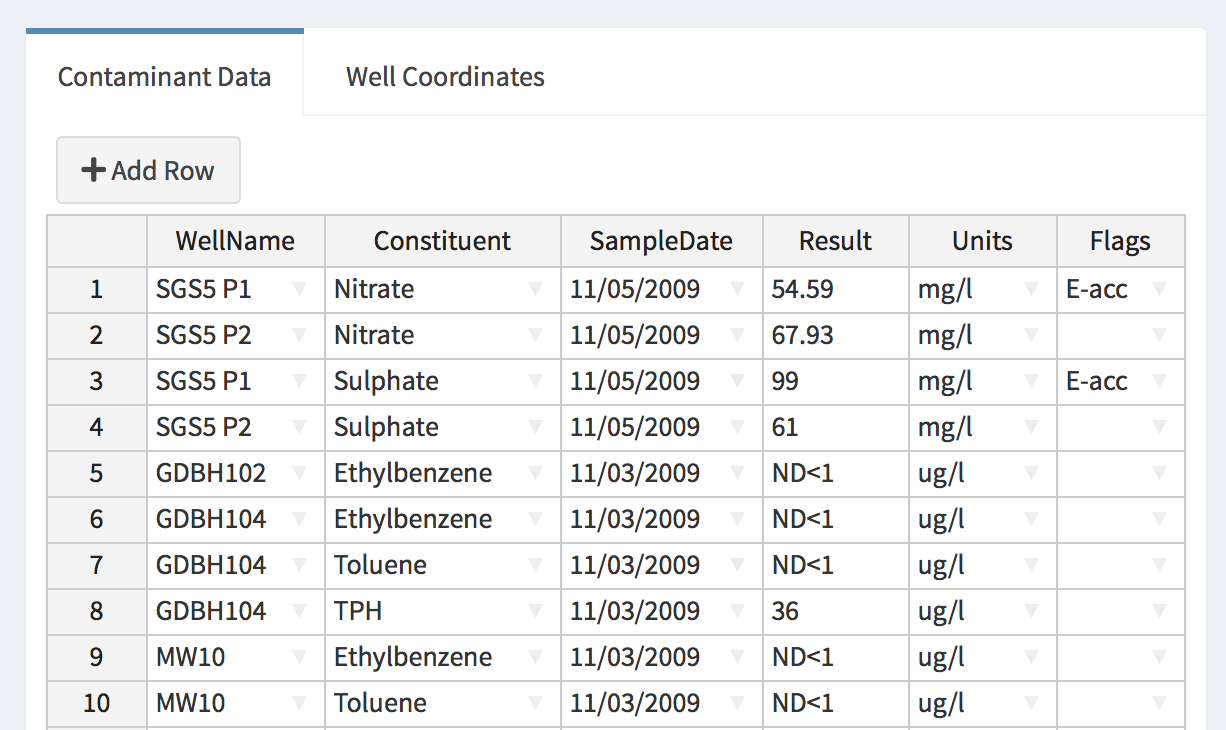 Contaminant Data Well Coordinates
Add Row
WellName Constituent SampleDate Result Units Flags
1 SGS5 P1 Nitrate 11/05/2009 54.59 mg/l E-acc
2 SGS5 P2 Nitrate 11/05/2009 67.93 mg/l
3 SGS5 P1 Sulphate 11/05/2009 99 mg/l E-acc
4 SGS5 P2 Sulphate 11/05/2009 61 mg/l
5 GDBH102 Ethylbenzene 11/03/2009 ND<1 ug/l
6 GDBH104 Ethylbenzene 11/03/2009 ND<1 ug/l
7 GDBH104 Toluene 11/03/2009 ND<1 ug/l
8 GDBH104 TPH 11/03/2009 36 ug/l
9 MW10 Ethylbenzene 11/03/2009 ND<1 ug/l
10 MW10 Toluene 11/03/2009 ND<1 ug/l